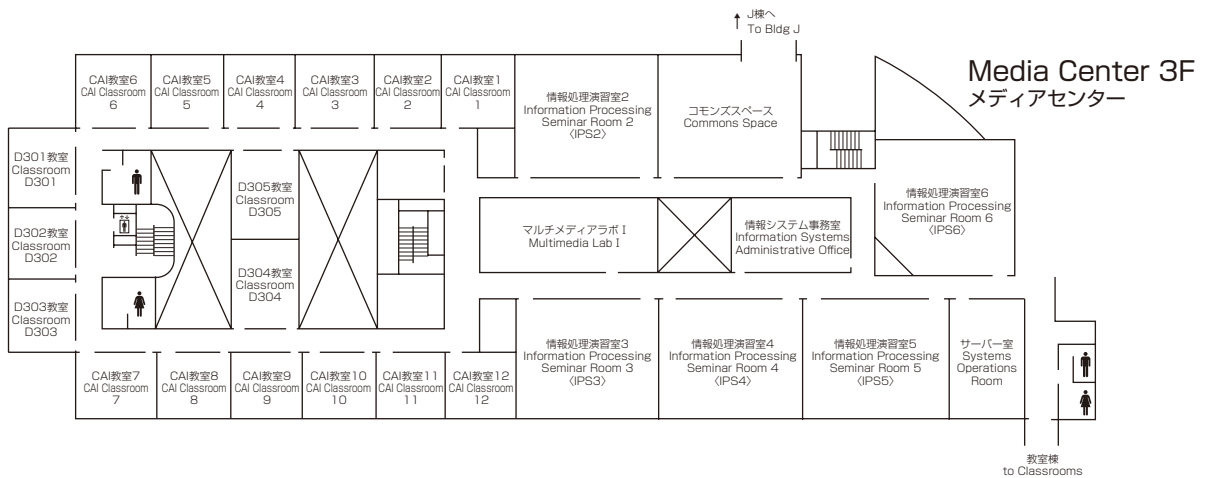 J棟へ
To Bldg J
Media Center 3F
メディアセンター
CAI教室6
CAI Classroom
6
CAI教室5
CAI Classroom
5
CAI教室4
CAI Classroom
4
CAI教室3
CAI Classroom
3
CAI教室2
CAI Classroom
2
CAI教室1
CAI Classroom
1
情報処理演習室2
Information Processing
Seminar Room 2
〈IPS2〉
コモンズスペース
Commons Space
D301教室
Classroom
D301
D302教室
Classroom
D302
D303教室
Classroom
D303
D305教室
Classroom
D305
D304教室
Classroom
D304
マルチメディアラボⅠ
Multimedia Lab Ⅰ
情報システム事務室
Information Systems
Administrative Office
情報処理演習室6
Information Processing
Seminar Room 6
〈IPS6〉
CAI教室7
CAI Classroom
7
CAI教室8
CAI Classroom
8
CAI教室9
CAI Classroom
9
CAI教室10
CAI Classroom
10
CAI教室11
CAI Classroom
11
CAI教室12
CAI Classroom
12
情報処理演習室3
Information Processing
Seminar Room 3
〈IPS3〉
情報処理演習室4
Information Processing
Seminar Room 4
〈IPS4〉
情報処理演習室5
Information Processing
Seminar Room 5
〈IPS5〉
サーバー室
Systems
Operations
Room
教室棟
to Classrooms